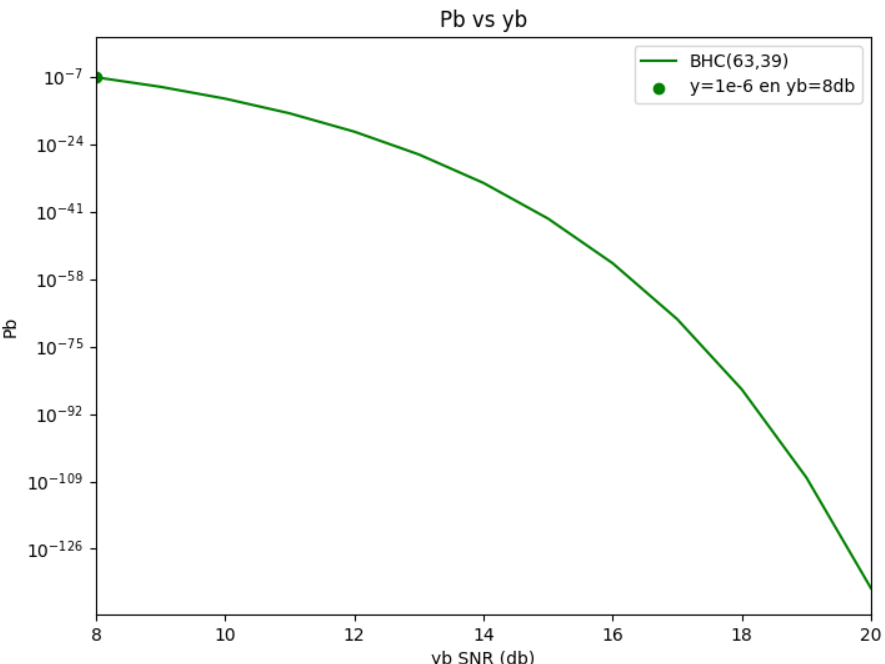 Pb vs yb
BHC(63,39)
y=1e-6 en yb=8db
Pb
10⁻⁷
10⁻²⁴
10⁻⁴¹
10⁻⁵⁸
10⁻⁷⁵
10⁻⁹²
10⁻¹⁰⁹
10⁻¹²⁶
8 10 12 14 16 18 20
yb SNR (db)